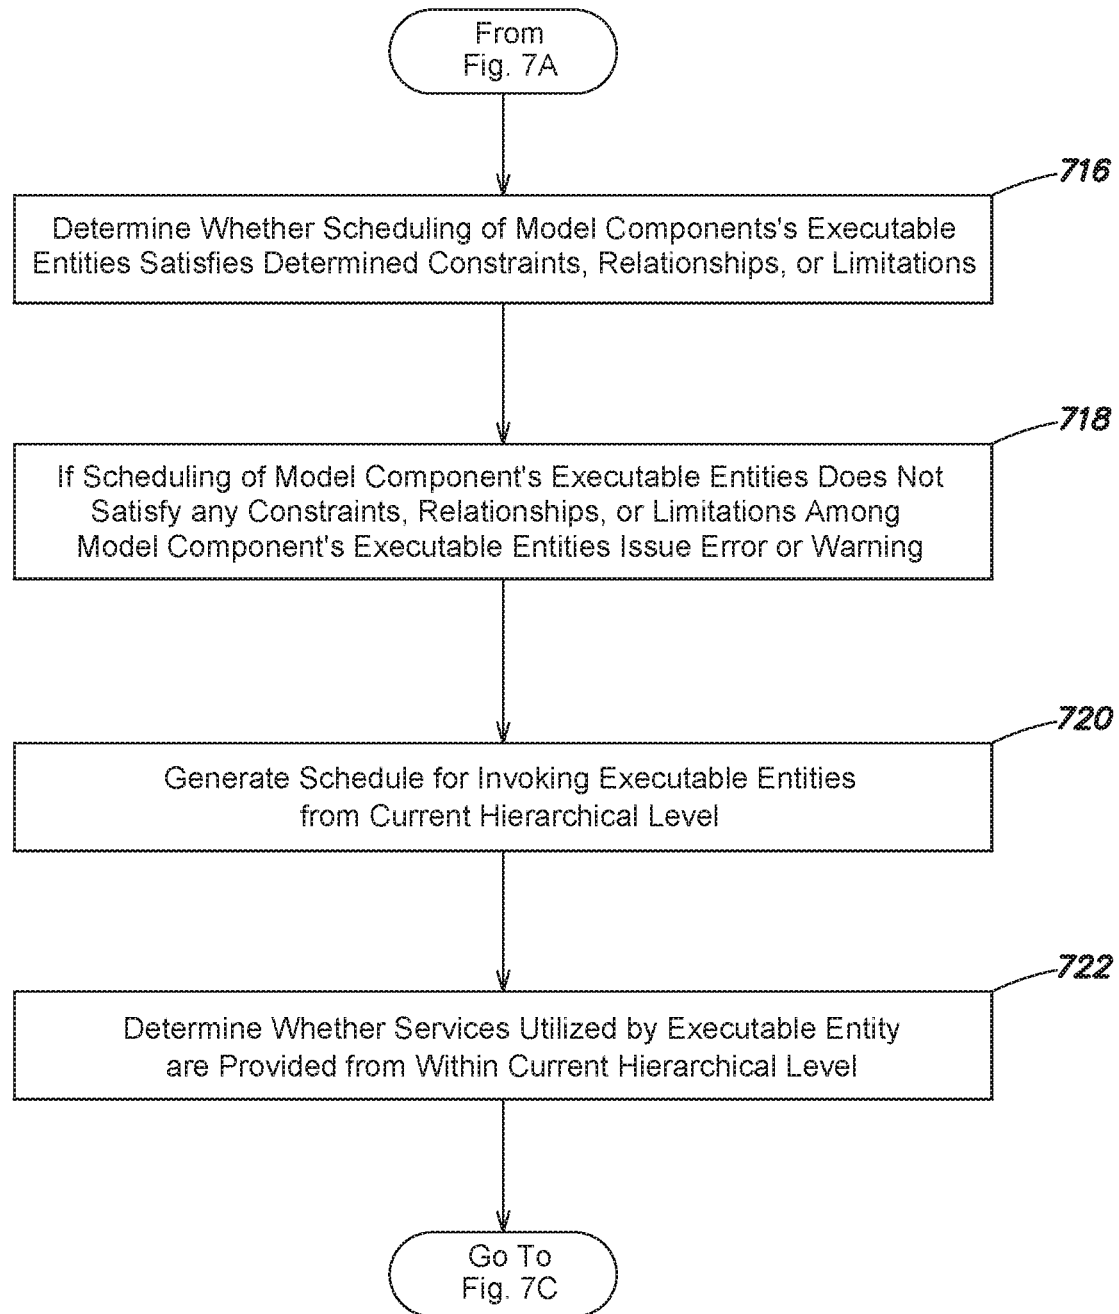 From
Fig. 7A
716
Determine Whether Scheduling of Model Components's Executable
Entities Satisfies Determined Constraints, Relationships, or Limitations
718
If Scheduling of Model Component's Executable Entities Does Not
Satisfy any Constraints, Relationships, or Limitations Among
Model Component's Executable Entities Issue Error or Warning
720
Generate Schedule for Invoking Executable Entities
from Current Hierarchical Level
722
Determine Whether Services Utilized by Executable Entity
are Provided from Within Current Hierarchical Level
Go To
Fig. 7C